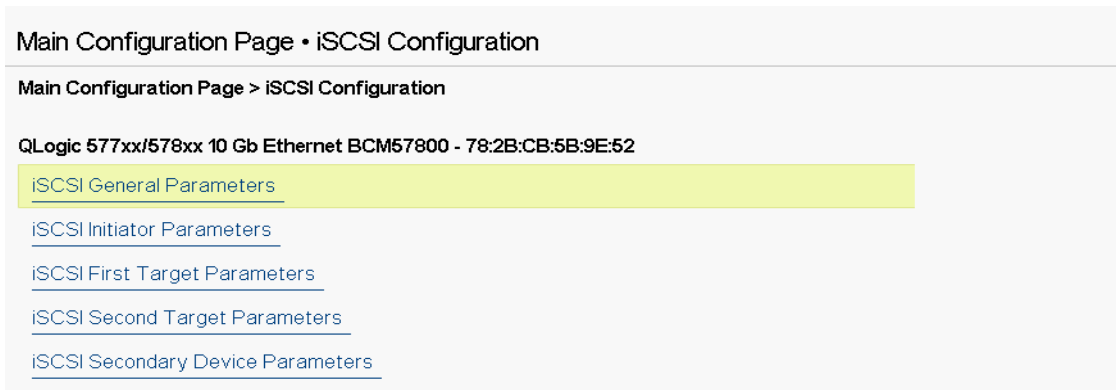 Main Configuration Page • iSCSI Configuration
Main Configuration Page > iSCSI Configuration
QLogic 577xx/578xx 10 Gb Ethernet BCM57800 - 78:2B:CB:5B:9E:52
iSCSI General Parameters
iSCSI Initiator Parameters
iSCSI First Target Parameters
iSCSI Second Target Parameters
iSCSI Secondary Device Parameters